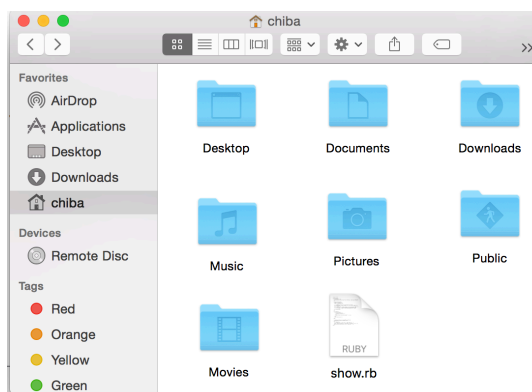 chiba
Favorites
AirDrop
Applications
Desktop
Downloads
chiba
Devices
Remote Disc
Tags
Red
Orange
Yellow
Green
Desktop
Documents
Downloads
Music
Pictures
Public
Movies
RUBY
show.rb